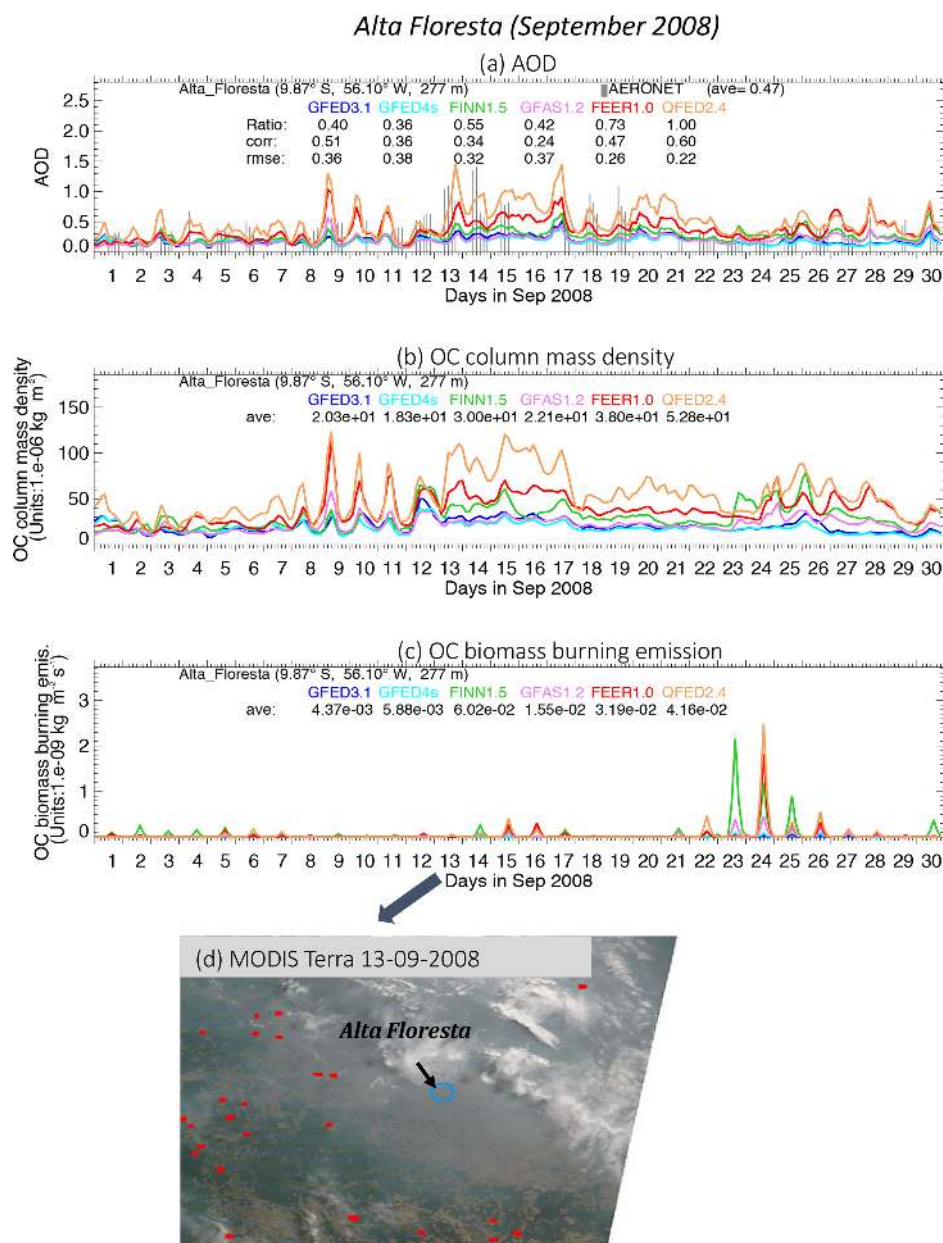 Alta Floresta (September 2008)
(a) AOD
Alta_Floresta (9.87° S, 56.10° W, 277 m) AERONET (ave= 0.47)
GFED3.1 GFED4s FINN1.5 GFAS1.2 FEER1.0 QFED2.4
Ratio: 0.40 0.36 0.55 0.42 0.73 1.00
corr: 0.51 0.36 0.34 0.24 0.47 0.60
rmse: 0.36 0.38 0.32 0.37 0.26 0.22
AOD
2.5
2.0
1.5
1.0
0.5
0.0
1 2 3 4 5 6 7 8 9 10 11 12 13 14 15 16 17 18 19 20 21 22 23 24 25 26 27 28 29 30
Days in Sep 2008
(b) OC column mass density
Alta_Floresta (9.87° S, 56.10° W, 277 m)
GFED3.1 GFED4s FINN1.5 GFAS1.2 FEER1.0 QFED2.4
ave: 2.03e+01 1.83e+01 3.00e+01 2.21e+01 3.80e+01 5.28e+01
OC column mass density
(Units:1.e-06 kg m⁻²)
150
100
50
0
1 2 3 4 5 6 7 8 9 10 11 12 13 14 15 16 17 18 19 20 21 22 23 24 25 26 27 28 29 30
Days in Sep 2008
(c) OC biomass burning emission
Alta_Floresta (9.87° S, 56.10° W, 277 m)
GFED3.1 GFED4s FINN1.5 GFAS1.2 FEER1.0 QFED2.4
ave: 4.37e-03 5.88e-03 6.02e-02 1.55e-02 3.19e-02 4.16e-02
OC biomass burning emis.
(Units:1.e-09 kg m⁻² s⁻¹)
3
2
1
0
1 2 3 4 5 6 7 8 9 10 11 12 13 14 15 16 17 18 19 20 21 22 23 24 25 26 27 28 29 30
Days in Sep 2008
(d) MODIS Terra 13-09-2008
Alta Floresta